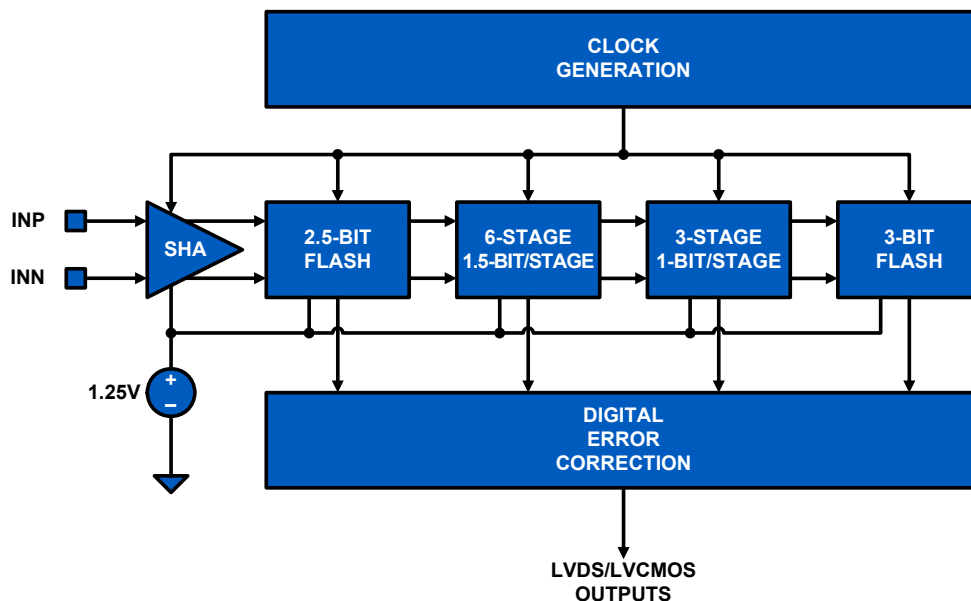 CLOCK
GENERATION
INP
INN
SHA
2.5-BIT
FLASH
6-STAGE
1.5-BIT/STAGE
3-STAGE
1-BIT/STAGE
3-BIT
FLASH
1.25V
+
–
DIGITAL
ERROR
CORRECTION
LVDS/LVCMOS
OUTPUTS